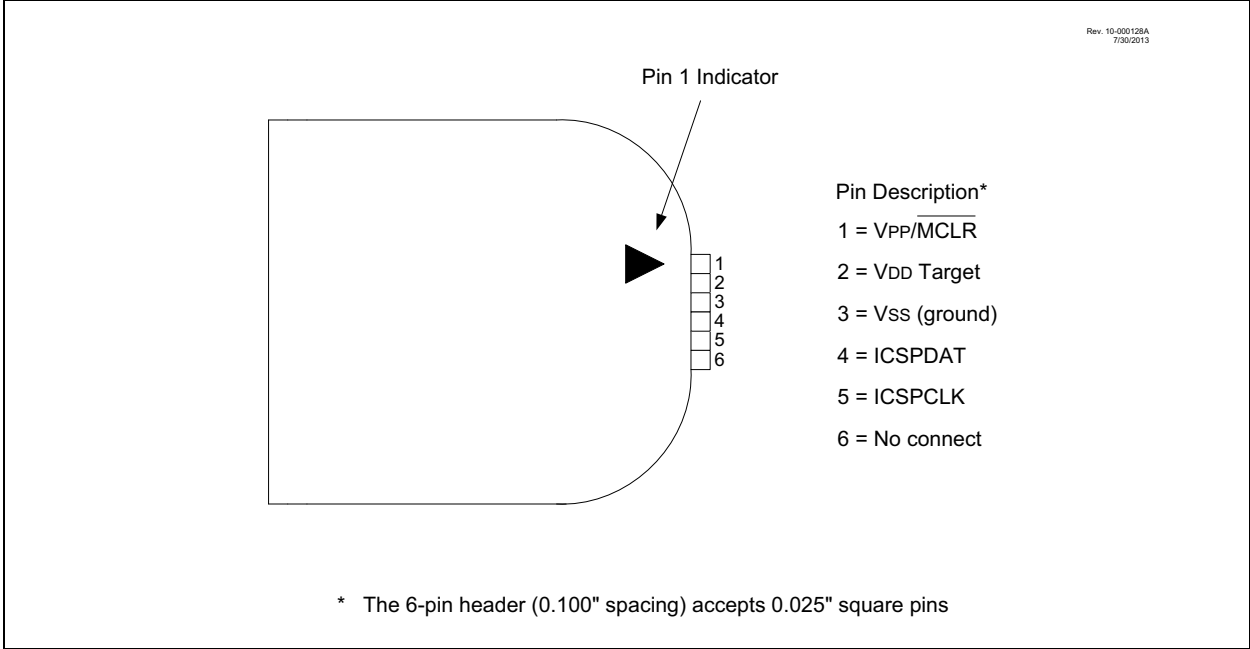 Rev. 10-000128A
7/30/2013
Pin 1 Indicator
1
2
3
4
5
6
Pin Description*
1 = VPP/MCLR
2 = VDD Target
3 = VSS (ground)
4 = ICSPDAT
5 = ICSPCLK
6 = No connect
* The 6-pin header (0.100" spacing) accepts 0.025" square pins